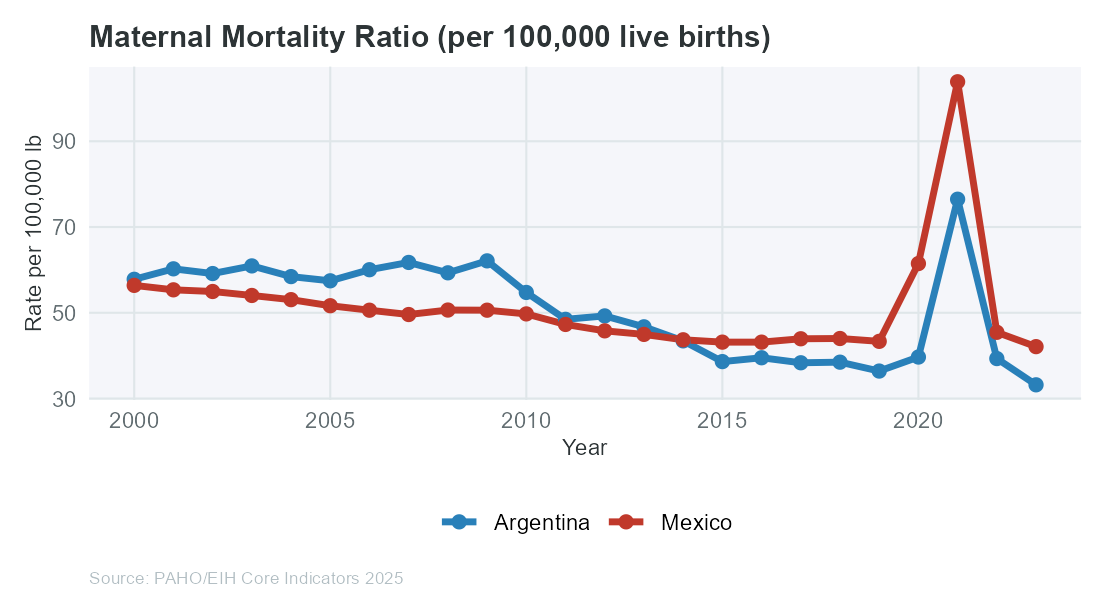 Maternal Mortality Ratio (per 100,000 live births)
Rate per 100,000 lb
90
70
50
30
2000 2005 2010 2015 2020
Year
Argentina Mexico
Source: PAHO/EIH Core Indicators 2025